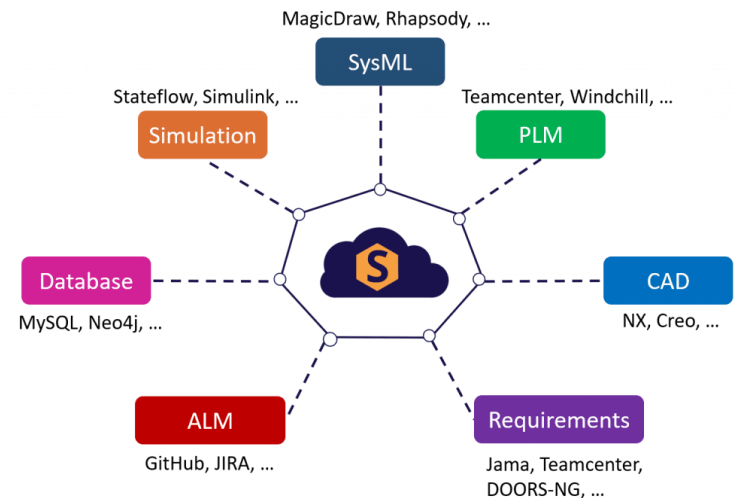 MagicDraw, Rhapsody, ...
SysML
Stateflow, Simulink, ...
Simulation
Teamcenter, Windchill, ...
PLM
S
Database
MySQL, Neo4j, ...
CAD
NX, Creo, ...
ALM
GitHub, JIRA, ...
Requirements
Jama, Teamcenter,
DOORS-NG, ...